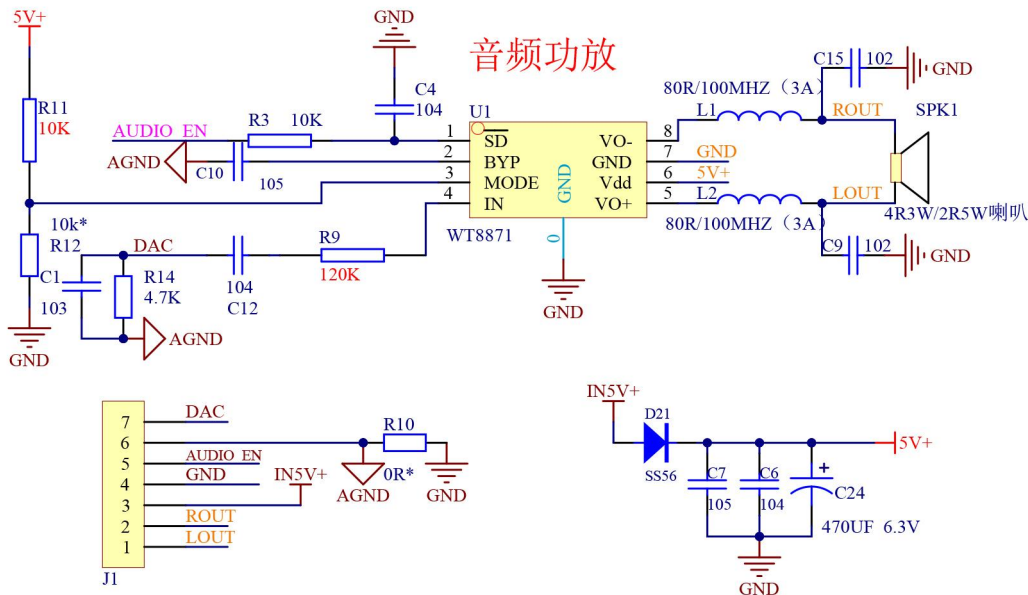 5V+
GND
音频功放
C15
102
GND
80R/100MHZ（3A）
C4
104
R11
10K
U1
L1
ROUT
SPK1
AUDIO_EN
R3
10K
1
SD
VO-
8
AGND
C10
105
2
BYP
GND
7
GND
3
MODE
Vdd
6
5V+
4
IN
VO+
5
L2
LOUT
GND
4R3W/2R5W喇叭
10k*
R12
DAC
R9
120K
WT8871
0
80R/100MHZ（3A）
C9
102
GND
C1
103
R14
4.7K
104
C12
AGND
GND
GND
7
DAC
6
R10
0R*
AGND
GND
5
AUDIO_EN
4
GND
IN5V+
3
2
ROUT
1
LOUT
J1
IN5V+
D21
SS56
5V+
C7
105
C6
104
+
C24
470UF 6.3V
GND